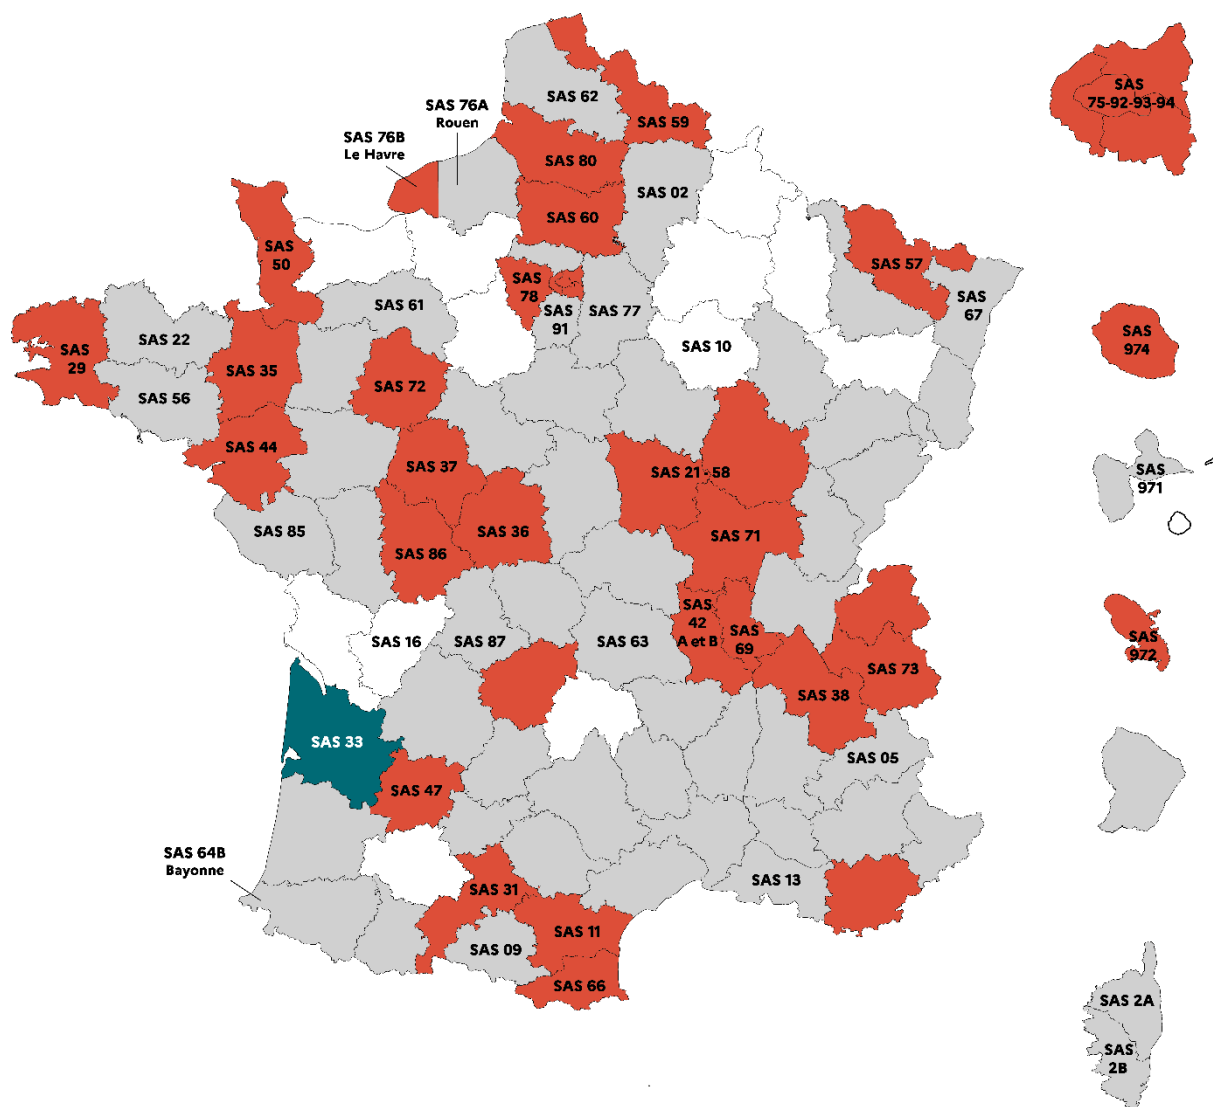 SAS
75-92-93-94
SAS 62
SAS 76A
Rouen
SAS 59
SAS 76B
Le Havre
SAS 80
SAS 02
SAS 60
SAS
50
SAS 57
SAS
78
SAS 61
SAS
67
SAS
91
SAS 77
SAS 22
SAS 10
SAS
974
SAS
29
SAS 35
SAS 72
SAS 56
SAS 44
SAS 37
SAS 21 - 58
SAS
971
SAS 85
SAS 36
SAS 71
SAS 86
SAS
42
A et B
SAS
69
SAS 16
SAS 87
SAS 63
SAS
972
SAS 73
SAS 38
SAS 33
SAS 05
SAS 47
SAS 64B
Bayonne
SAS 31
SAS 13
SAS 11
SAS 09
SAS 66
SAS 2A
SAS
2B